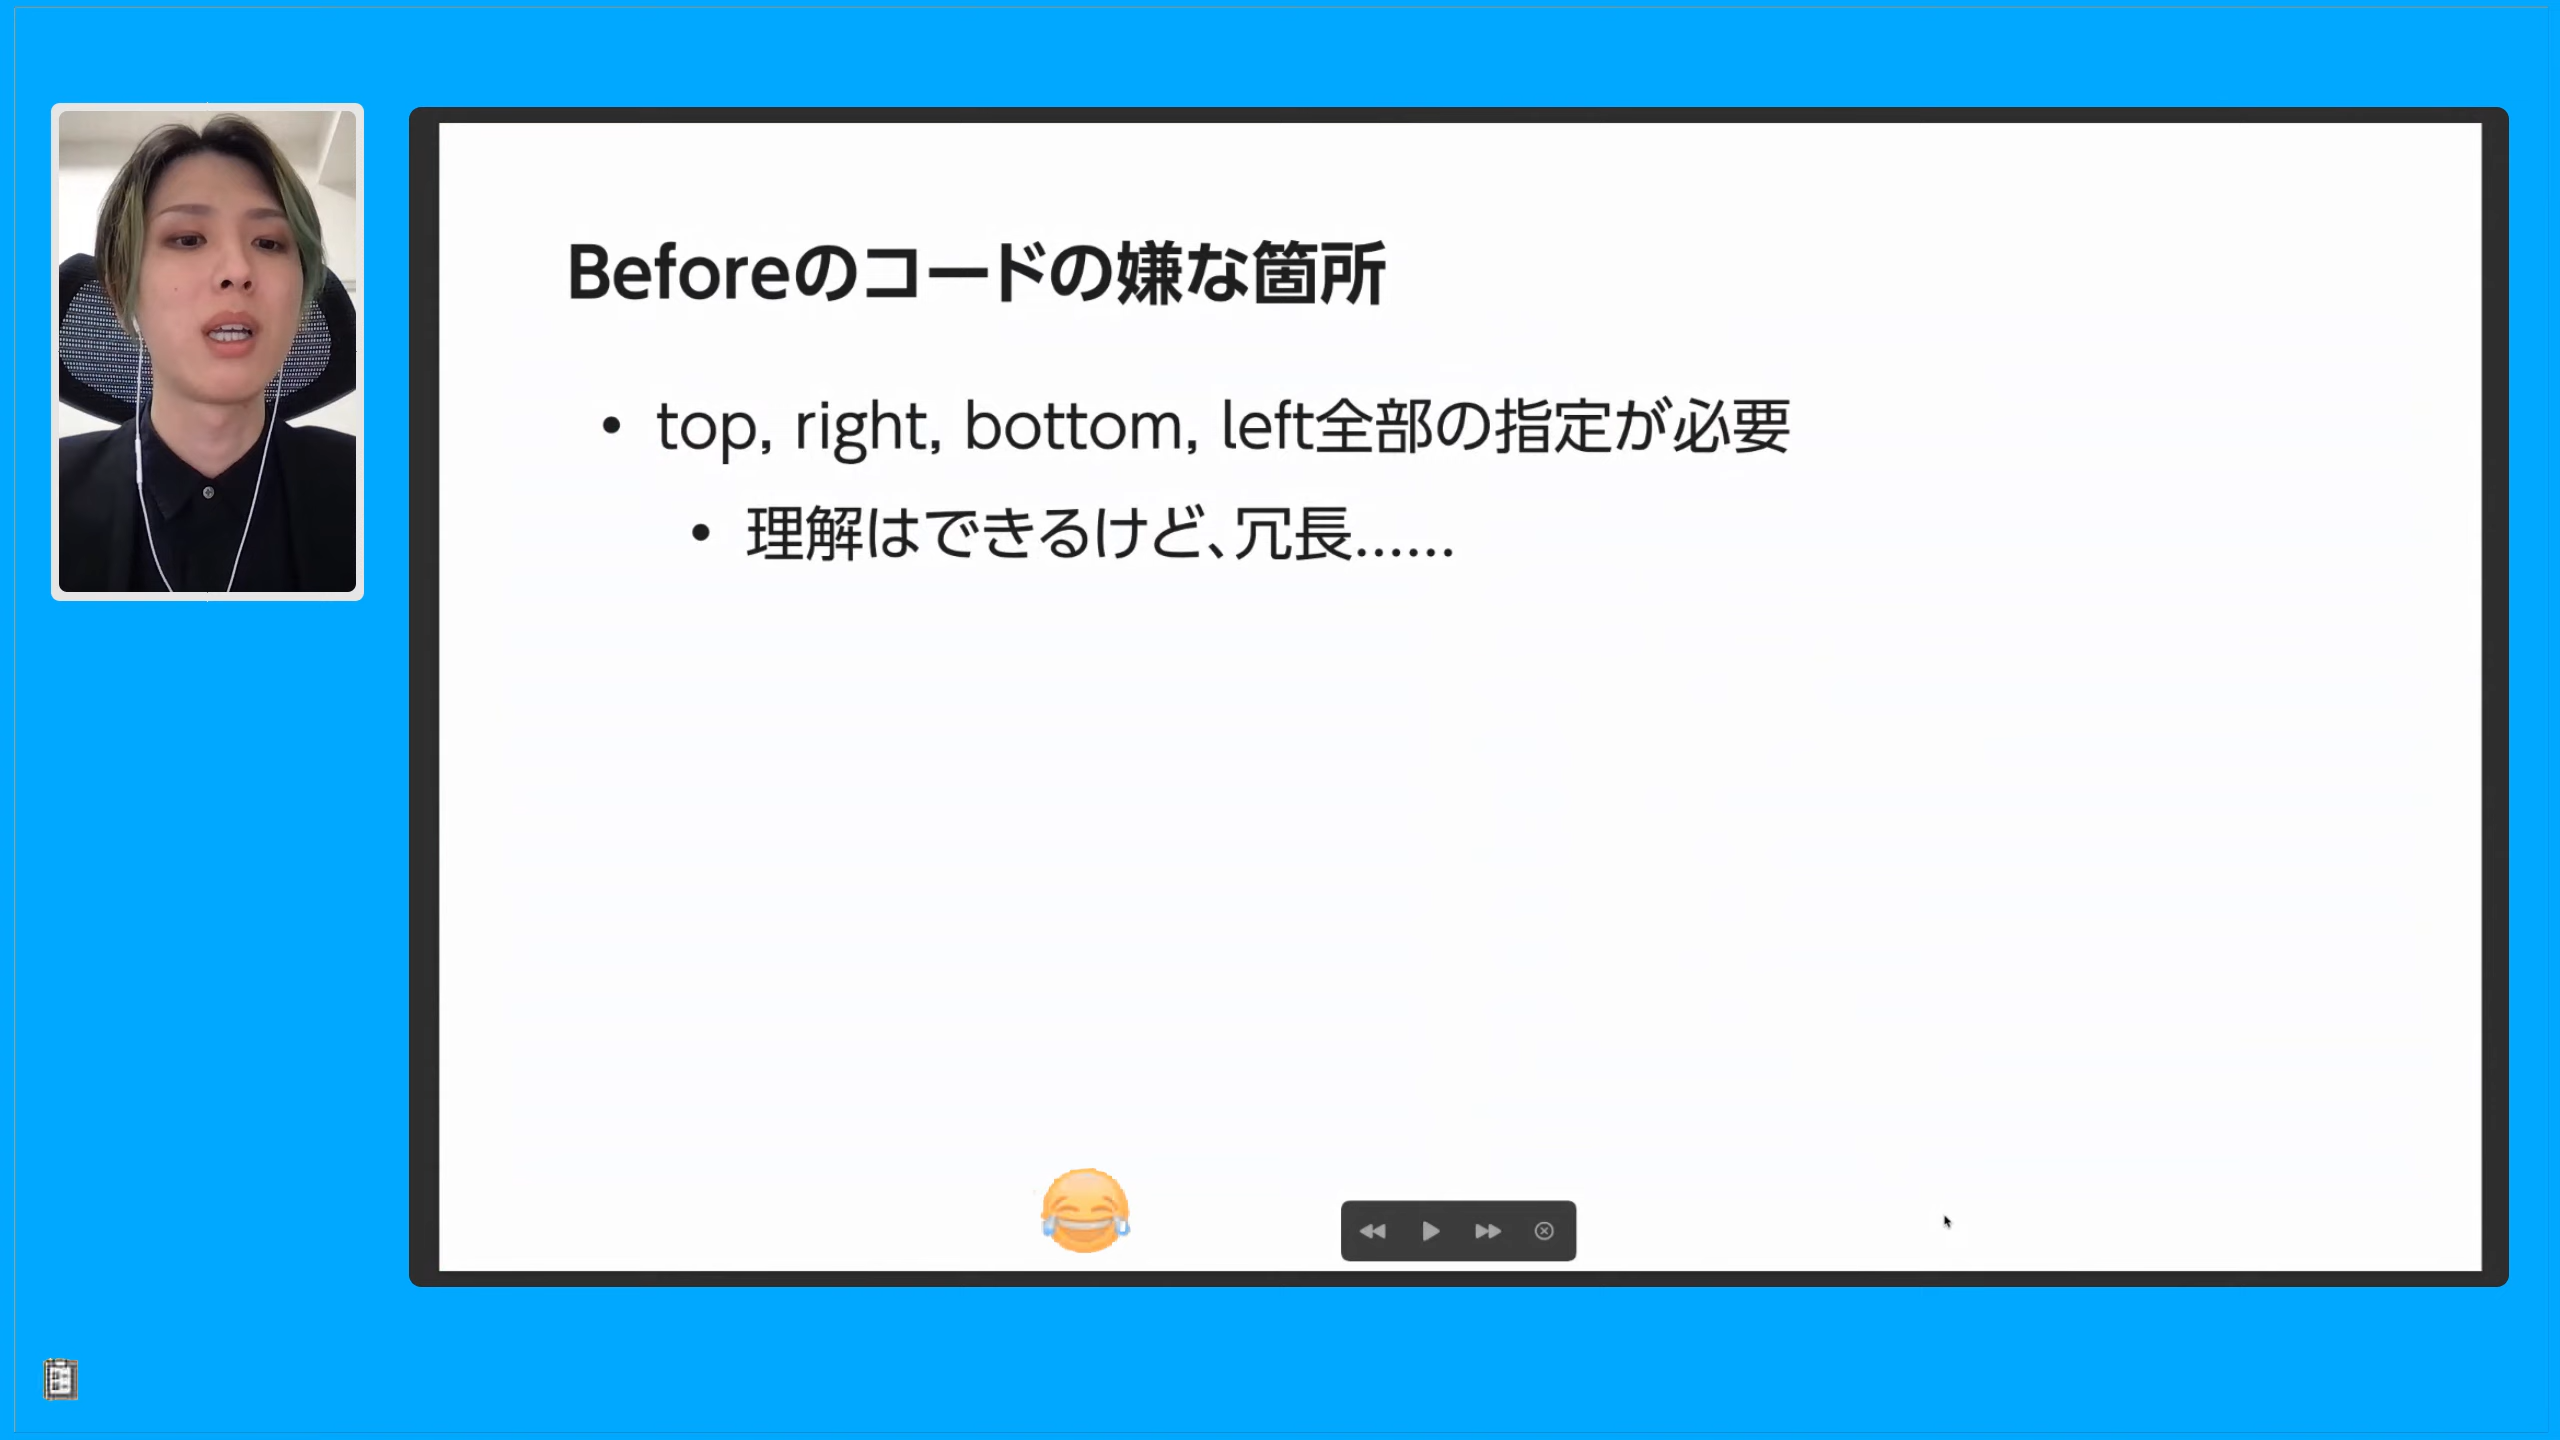 Beforeのコードの嫌な箇所
• top, right, bottom, left全部の指定が必要
• 理解はできるけど、冗長......